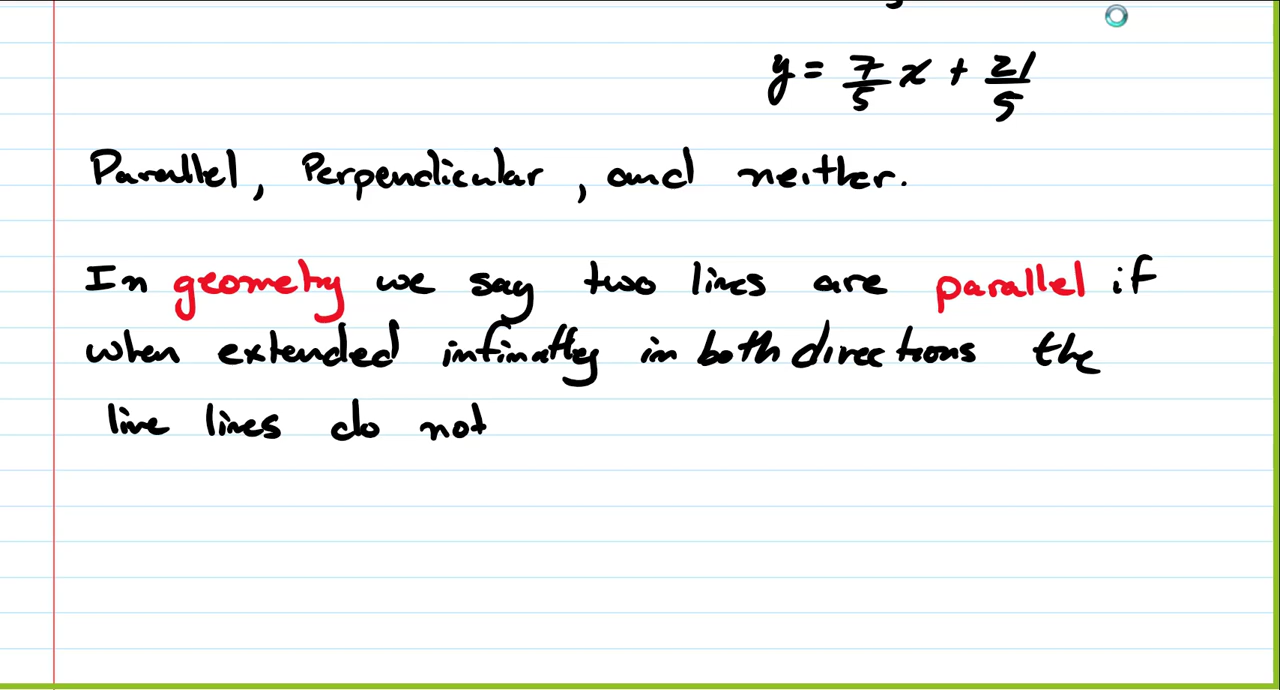 y = 7/5 x + 21/5
Parallel, Perpendicular, and neither.
In geometry we say two lines are parallel if
when extended infinatly in both directions the
line lines do not